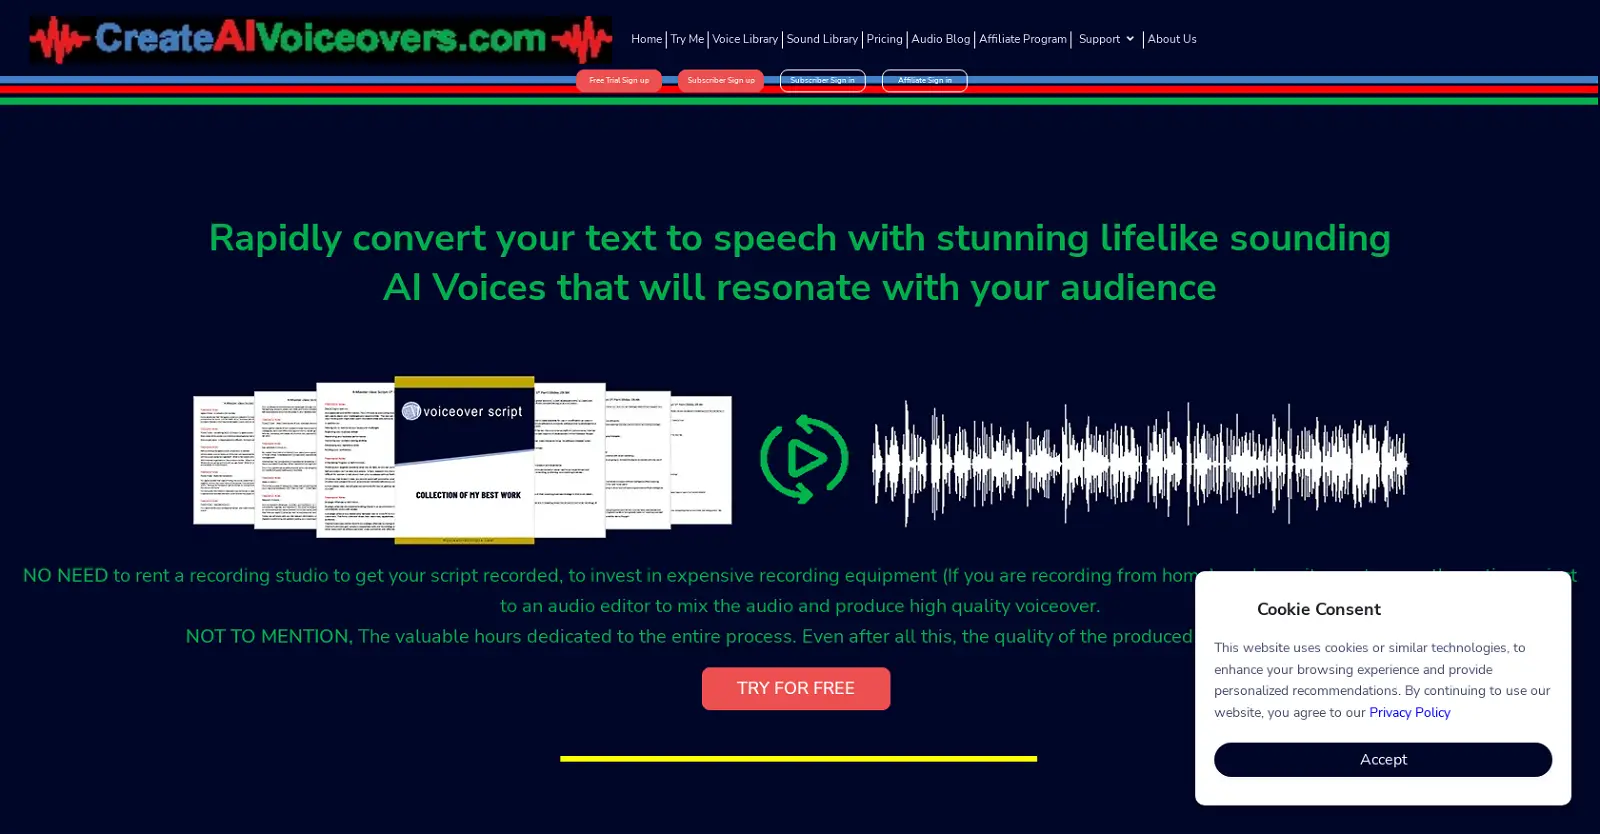 CreateAIVoiceovers.com
Home | Try Me | Voice Library | Sound Library | Pricing | Audio Blog | Affiliate Program | Support | About Us
Free Trial Sign up
Subscriber Sign up
Subscriber Sign in
Affiliate Sign in
Rapidly convert your text to speech with stunning lifelike sounding
AI Voices that will resonate with your audience
voiceover script
COLLECTION OF MY BEST WORK
NO NEED to rent a recording studio to get your script recorded, to invest in expensive recording equipment (If you are recording from
to an audio editor to mix the audio and produce high quality voiceover.
NOT TO MENTION, The valuable hours dedicated to the entire process. Even after all this, the quality of the produced
TRY FOR FREE
Cookie Consent
This website uses cookies or similar technologies, to
enhance your browsing experience and provide
personalized recommendations. By continuing to use our
website, you agree to our Privacy Policy
Accept